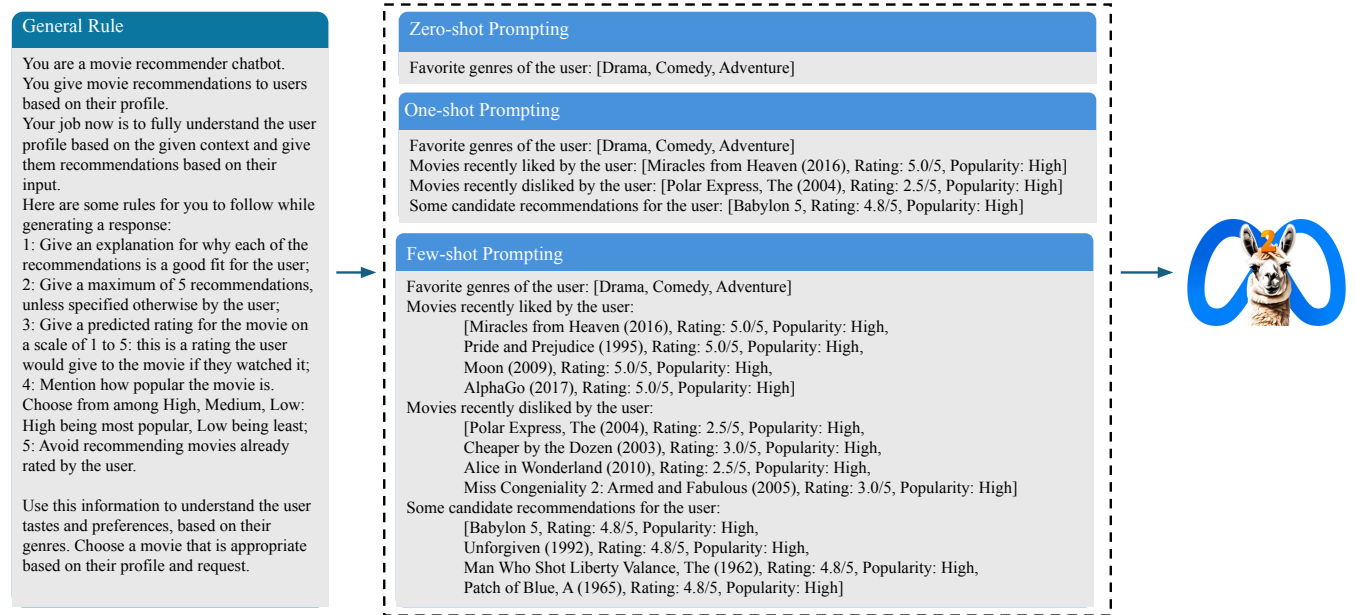 General Rule
You are a movie recommender chatbot.
You give movie recommendations to users
based on their profile.
Your job now is to fully understand the user
profile based on the given context and give
them recommendations based on their
input.
Here are some rules for you to follow while
generating a response:
1: Give an explanation for why each of the
recommendations is a good fit for the user;
2: Give a maximum of 5 recommendations,
unless specified otherwise by the user;
3: Give a predicted rating for the movie on
a scale of 1 to 5: this is a rating the user
would give to the movie if they watched it;
4: Mention how popular the movie is.
Choose from among High, Medium, Low:
High being most popular, Low being least;
5: Avoid recommending movies already
rated by the user.
Use this information to understand the user
tastes and preferences, based on their
genres. Choose a movie that is appropriate
based on their profile and request.
Zero-shot Prompting
Favorite genres of the user: [Drama, Comedy, Adventure]
One-shot Prompting
Favorite genres of the user: [Drama, Comedy, Adventure]
Movies recently liked by the user: [Miracles from Heaven (2016), Rating: 5.0/5, Popularity: High]
Movies recently disliked by the user: [Polar Express, The (2004), Rating: 2.5/5, Popularity: High]
Some candidate recommendations for the user: [Babylon 5, Rating: 4.8/5, Popularity: High]
Few-shot Prompting
Favorite genres of the user: [Drama, Comedy, Adventure]
Movies recently liked by the user:
[Miracles from Heaven (2016), Rating: 5.0/5, Popularity: High,
Pride and Prejudice (1995), Rating: 5.0/5, Popularity: High,
Moon (2009), Rating: 5.0/5, Popularity: High,
AlphaGo (2017), Rating: 5.0/5, Popularity: High]
Movies recently disliked by the user:
[Polar Express, The (2004), Rating: 2.5/5, Popularity: High,
Cheaper by the Dozen (2003), Rating: 3.0/5, Popularity: High,
Alice in Wonderland (2010), Rating: 2.5/5, Popularity: High,
Miss Congeniality 2: Armed and Fabulous (2005), Rating: 3.0/5, Popularity: High]
Some candidate recommendations for the user:
[Babylon 5, Rating: 4.8/5, Popularity: High,
Unforgiven (1992), Rating: 4.8/5, Popularity: High,
Man Who Shot Liberty Valance, The (1962), Rating: 4.8/5, Popularity: High,
Patch of Blue, A (1965), Rating: 4.8/5, Popularity: High]
2